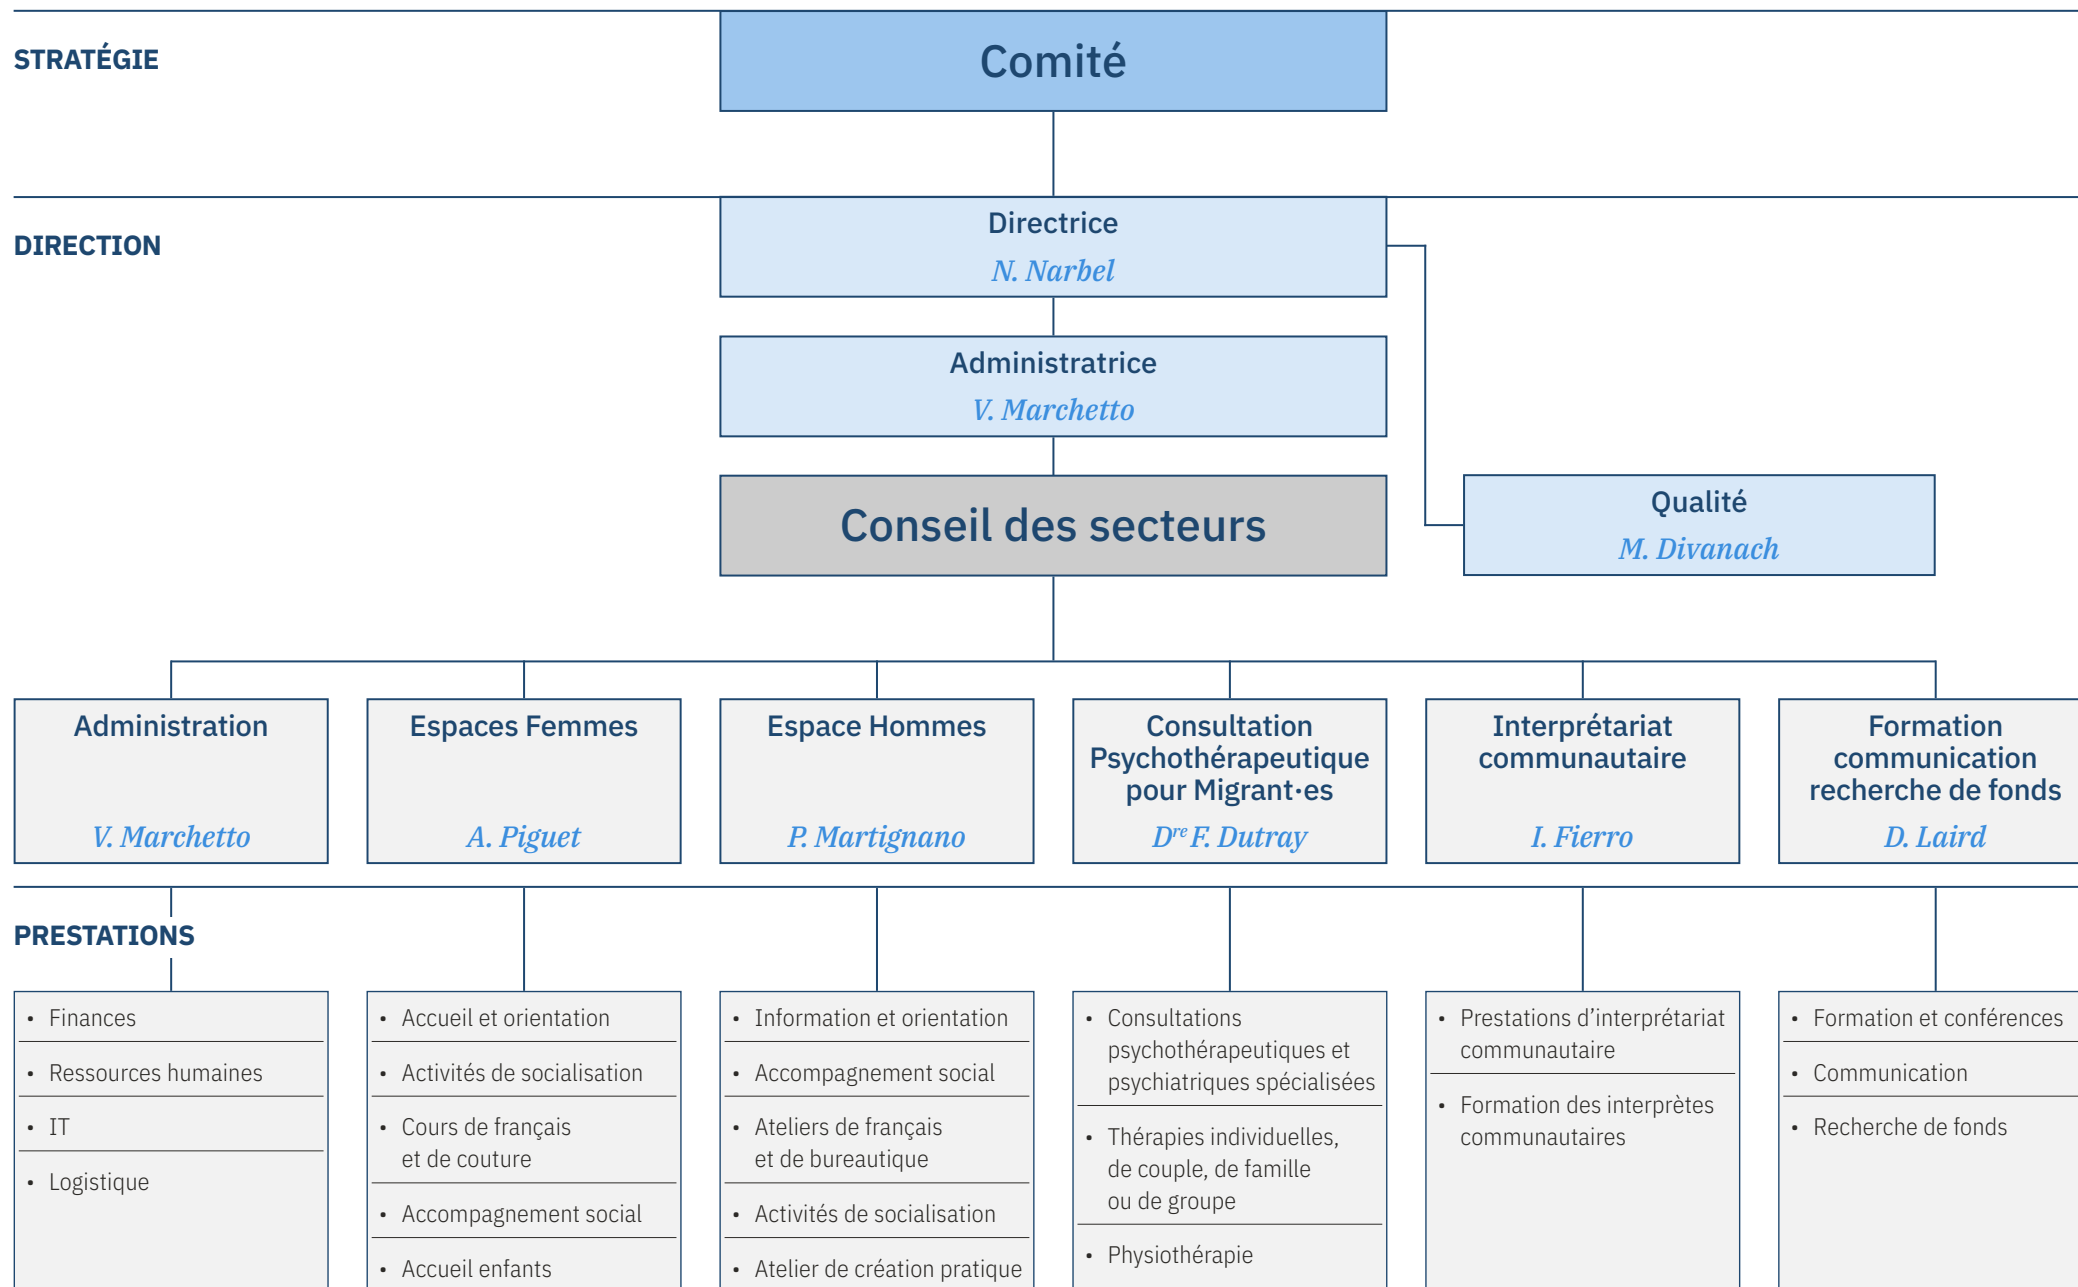 STRATÉGIE
Comité
DIRECTION
Directrice
N. Narbel
Administratrice
V. Marchetto
Conseil des secteurs
Qualité
M. Divanach
Administration
V. Marchetto
Espaces Femmes
A. Piguet
Espace Hommes
P. Martignano
Consultation
Psychothérapeutique
pour Migrant·es
Dre F. Dutray
Interprétariat
communautaire
I. Fierro
Formation
communication
recherche de fonds
D. Laird
PRESTATIONS
• Finances
• Ressources humaines
• IT
• Logistique
• Accueil et orientation
• Activités de socialisation
• Cours de français
et de couture
• Accompagnement social
• Accueil enfants
• Information et orientation
• Accompagnement social
• Ateliers de français
et de bureautique
• Activités de socialisation
• Atelier de création pratique
• Consultations
psychothérapeutiques et
psychiatriques spécialisées
• Thérapies individuelles,
de couple, de famille
ou de groupe
• Physiothérapie
• Prestations d’interprétariat
communautaire
• Formation des interprètes
communautaires
• Formation et conférences
• Communication
• Recherche de fonds